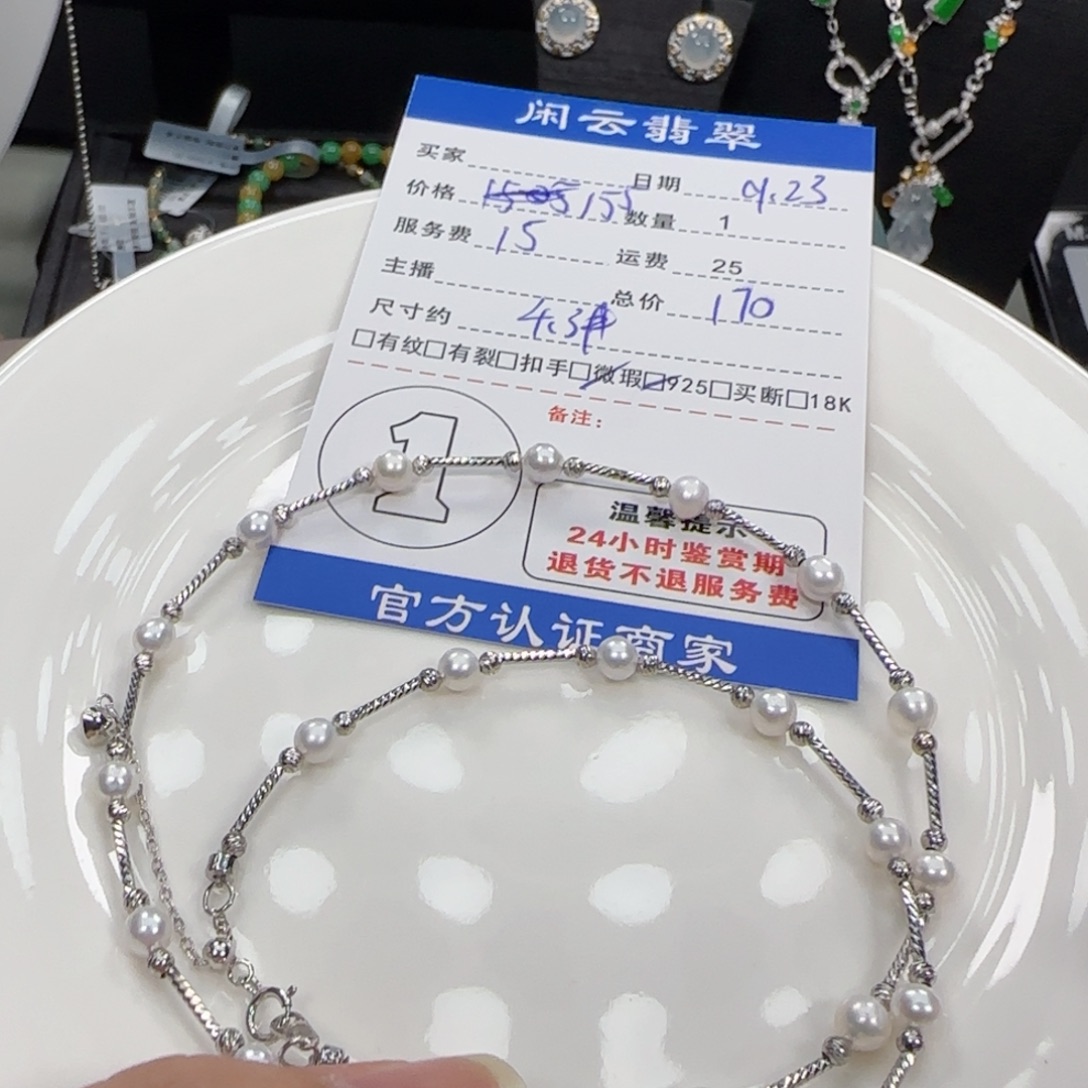 闲云翡翠
买家 日期 9.23
价格 155 数量 1
服务费 15 运费 25
主播 总价 170
尺寸约 4.3
□有纹□有裂□扣手□微瑕□925□买断□18K
备注：
1
温馨提示
24小时鉴赏期
退货不退服务费
官方认证商家